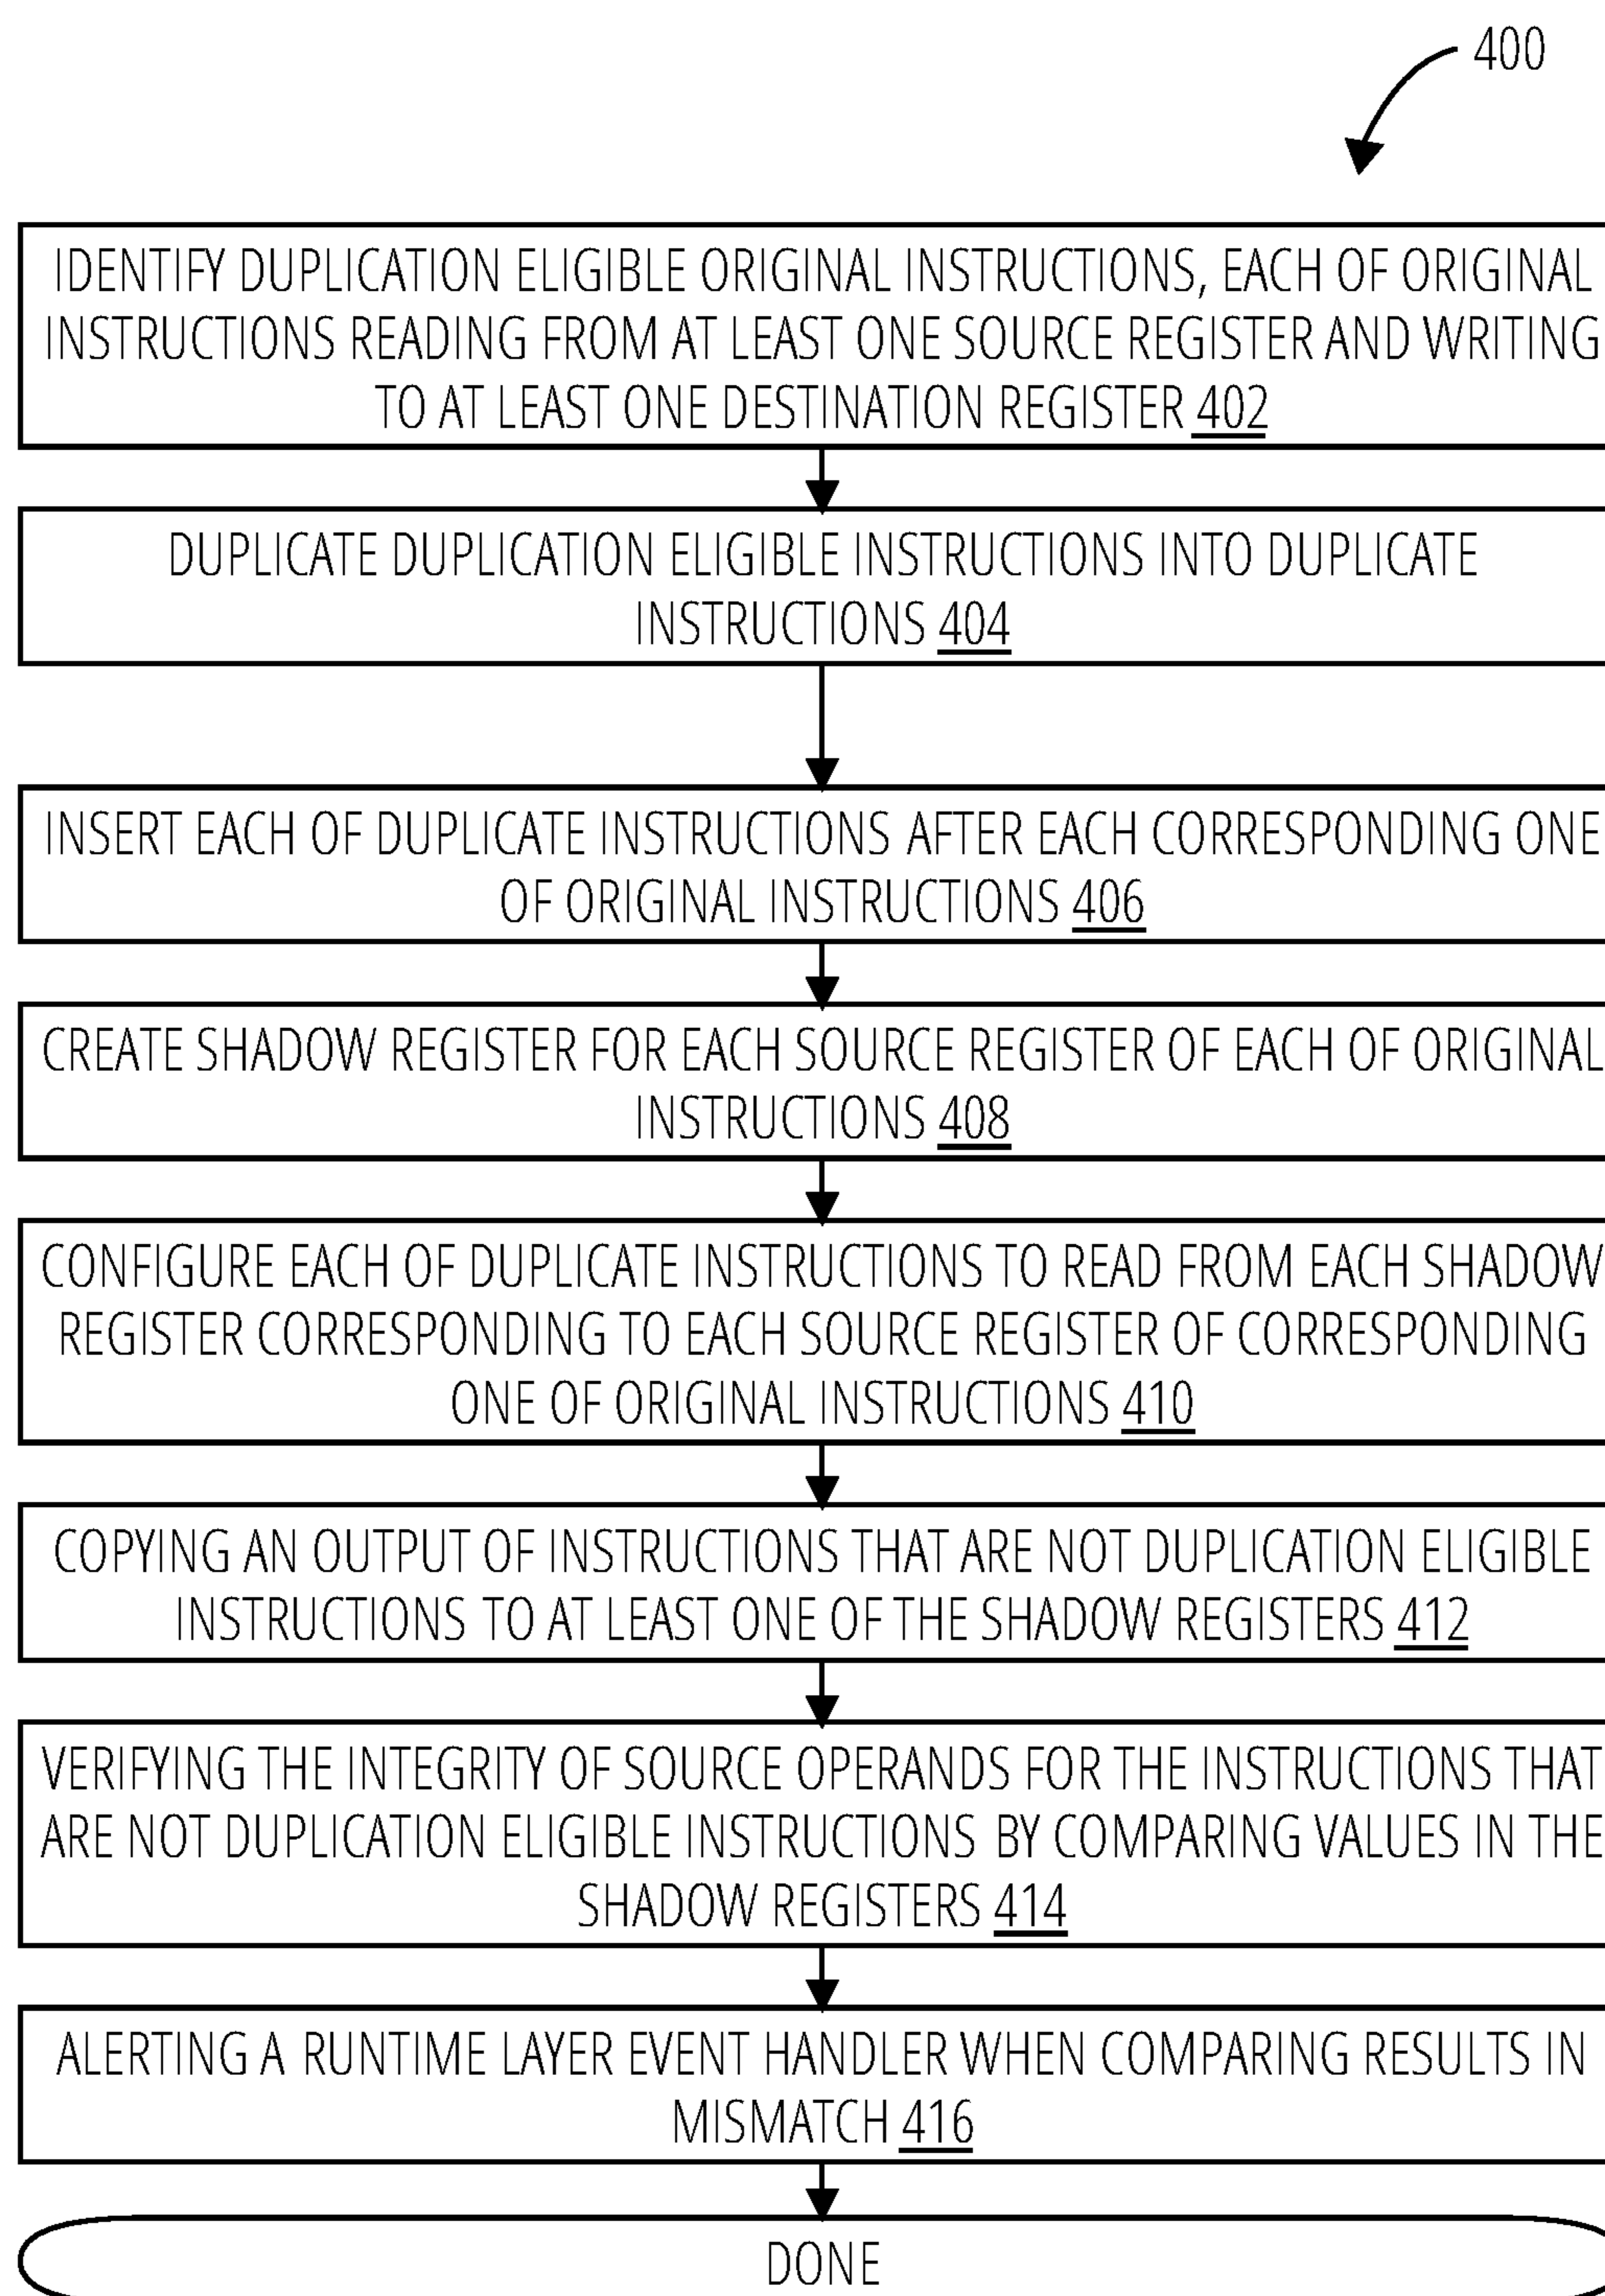 400
IDENTIFY DUPLICATION ELIGIBLE ORIGINAL INSTRUCTIONS, EACH OF ORIGINAL
INSTRUCTIONS READING FROM AT LEAST ONE SOURCE REGISTER AND WRITING
TO AT LEAST ONE DESTINATION REGISTER 402
DUPLICATE DUPLICATION ELIGIBLE INSTRUCTIONS INTO DUPLICATE
INSTRUCTIONS 404
INSERT EACH OF DUPLICATE INSTRUCTIONS AFTER EACH CORRESPONDING ONE
OF ORIGINAL INSTRUCTIONS 406
CREATE SHADOW REGISTER FOR EACH SOURCE REGISTER OF EACH OF ORIGINAL
INSTRUCTIONS 408
CONFIGURE EACH OF DUPLICATE INSTRUCTIONS TO READ FROM EACH SHADOW
REGISTER CORRESPONDING TO EACH SOURCE REGISTER OF CORRESPONDING
ONE OF ORIGINAL INSTRUCTIONS 410
COPYING AN OUTPUT OF INSTRUCTIONS THAT ARE NOT DUPLICATION ELIGIBLE
INSTRUCTIONS TO AT LEAST ONE OF THE SHADOW REGISTERS 412
VERIFYING THE INTEGRITY OF SOURCE OPERANDS FOR THE INSTRUCTIONS THAT
ARE NOT DUPLICATION ELIGIBLE INSTRUCTIONS BY COMPARING VALUES IN THE
SHADOW REGISTERS 414
ALERTING A RUNTIME LAYER EVENT HANDLER WHEN COMPARING RESULTS IN
MISMATCH 416
DONE